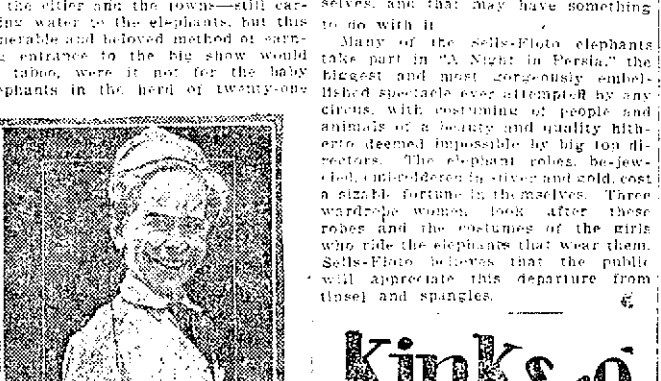 the cities and the towns—still car-
ing water to the elephants, but this
nerable and beloved method of earn-
g entrance to the big show would
taboo, were it not for the baby
ephants in the herd of twenty-one
selves, and that may have something
to do with it
Many of the Sells-Floto elephants
take part in "A Night in Persia," the
biggest and most gorgeously embel-
lished spectacle ever attempted by any
circus, with costuming of people and
animals of a beauty and quality hith-
erto deemed impossible by big top di-
rectors. The elephant robes, be-jew-
eled, embroidered in silver and gold, cost
a sizable fortune in themselves. Three
wardrobe women look after these
robes and the costumes of the girls
who ride the elephants that wear them.
Sells-Floto believes that the public
will appreciate this departure from
tinsel and spangles.
kinks o